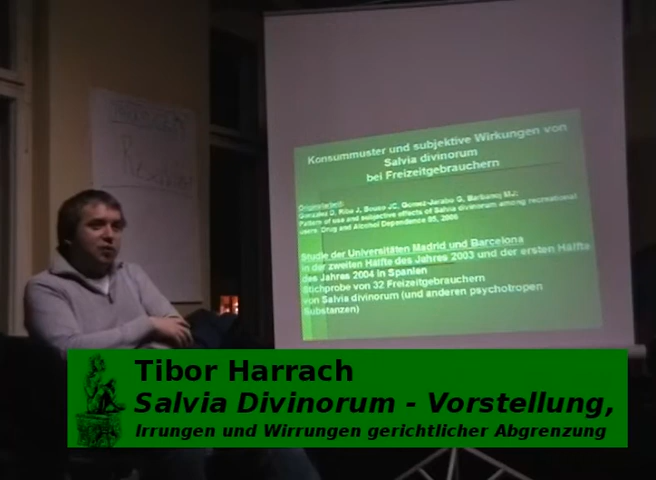 Konsummuster und subjektive Wirkungen von
Salvia divinorum
bei Freizeitgebrauchern
Gonzalez D, Riba J, Bouso JC, Gomez-Jarabo G, Barbanoj MJ:
Pattern of use and subjective effects of Salvia divinorum among recreational
users. Drug and Alcohol Dependence 85, 2006
Studie der Universitäten Madrid und Barcelona
in der zweiten Hälfte des Jahres 2003 und der ersten Hälfte
des Jahres 2004 in Spanien
Stichprobe von 32 Freizeitgebrauchern
von Salvia divinorum (und anderen psychotropen
Substanzen)
Tibor Harrach
Salvia Divinorum - Vorstellung,
Irrungen und Wirrungen gerichtlicher Abgrenzung